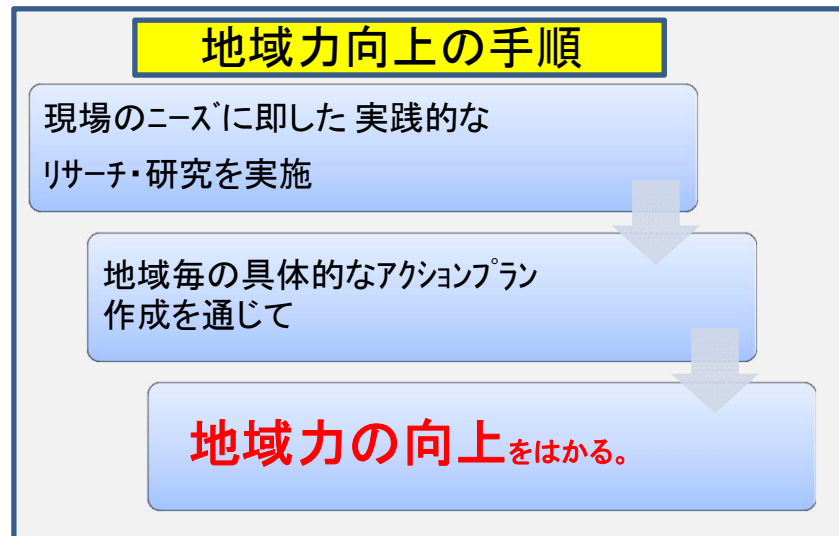 地域力向上の手順
現場のﾆｰｽﾞに即した 実践的な
ﾘｻｰﾁ・研究を実施
地域毎の具体的なｱｸｼｮﾝﾌﾟﾗﾝ
作成を通じて
地域力の向上をはかる。